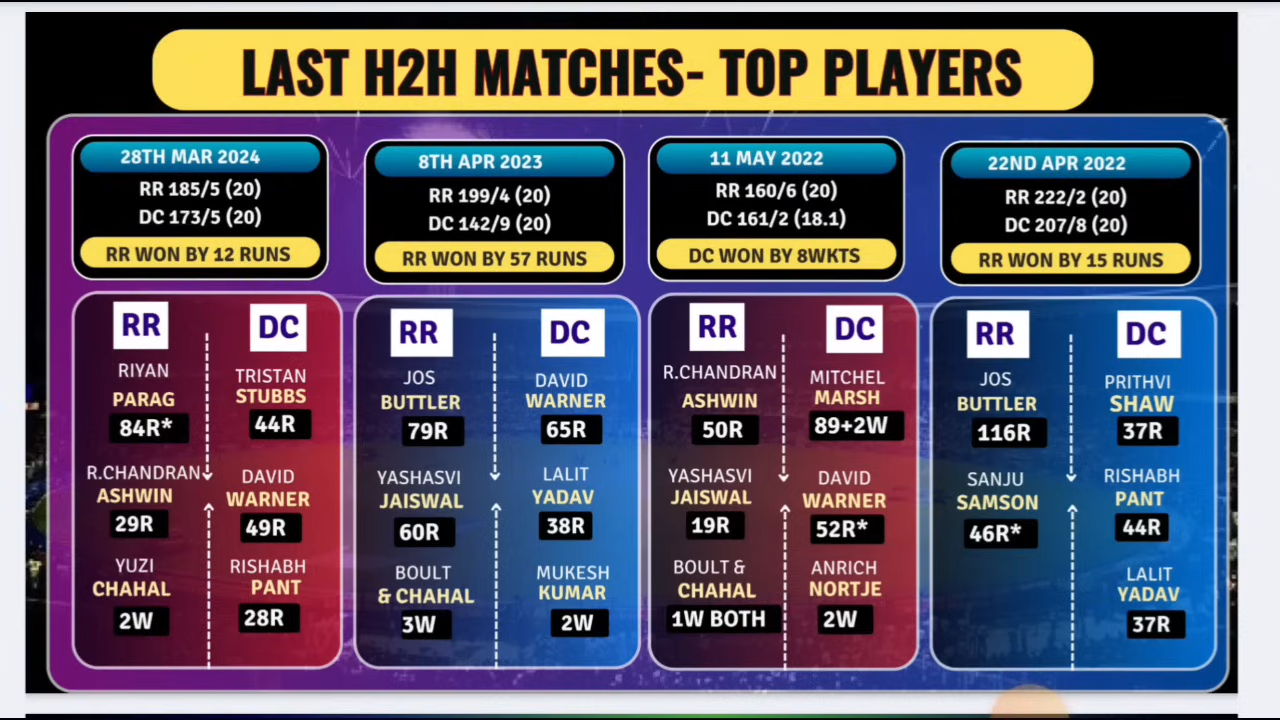 LAST H2H MATCHES- TOP PLAYERS
28TH MAR 2024
RR 185/5 (20)
DC 173/5 (20)
RR WON BY 12 RUNS
8TH APR 2023
RR 199/4 (20)
DC 142/9 (20)
RR WON BY 57 RUNS
11 MAY 2022
RR 160/6 (20)
DC 161/2 (18.1)
DC WON BY 8WKTS
22ND APR 2022
RR 222/2 (20)
DC 207/8 (20)
RR WON BY 15 RUNS
RR
RIYAN
PARAG
84R*
R.CHANDRAN
ASHWIN
29R
YUZI
CHAHAL
2W
DC
TRISTAN
STUBBS
44R
DAVID
WARNER
49R
RISHABH
PANT
28R
RR
JOS
BUTTLER
79R
YASHASVI
JAISWAL
60R
BOULT
& CHAHAL
3W
DC
DAVID
WARNER
65R
LALIT
YADAV
38R
MUKESH
KUMAR
2W
RR
R.CHANDRAN
ASHWIN
50R
YASHASVI
JAISWAL
19R
BOULT &
CHAHAL
1W BOTH
DC
MITCHEL
MARSH
89+2W
DAVID
WARNER
52R*
ANRICH
NORTJE
2W
RR
JOS
BUTTLER
116R
SANJU
SAMSON
46R*
DC
PRITHVI
SHAW
37R
RISHABH
PANT
44R
LALIT
YADAV
37R